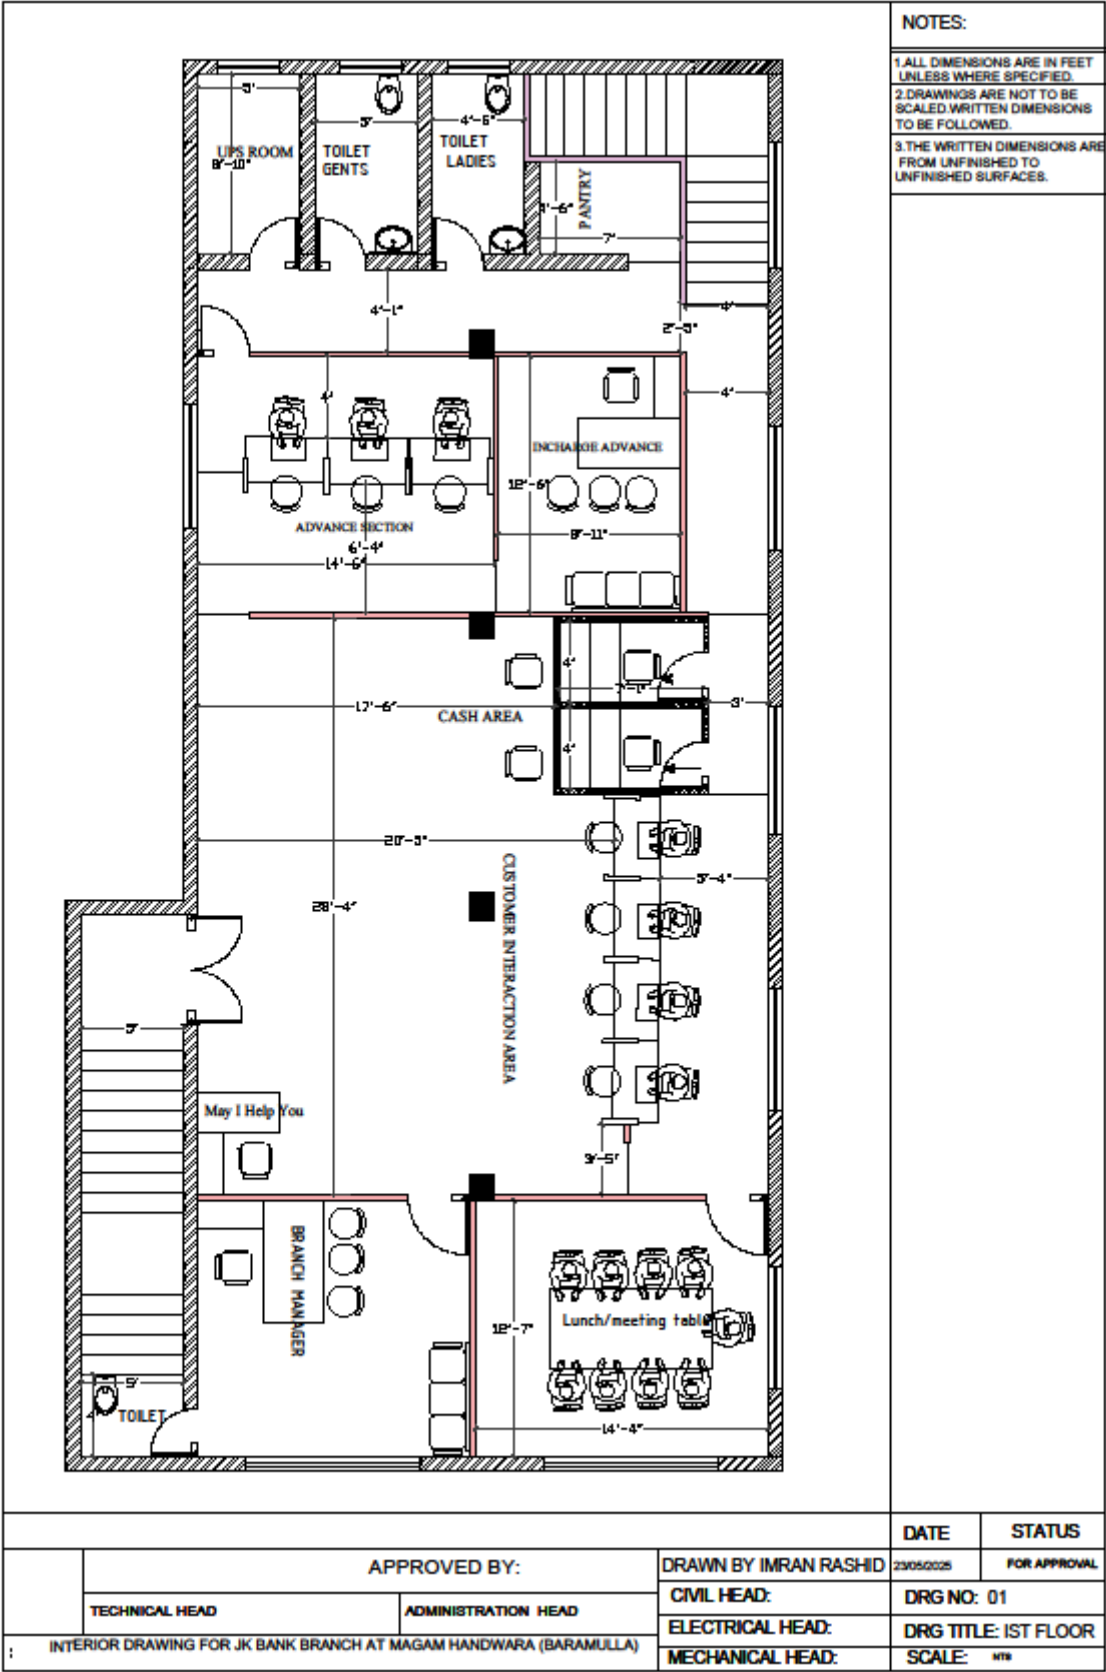 NOTES:
1.ALL DIMENSIONS ARE IN FEET
UNLESS WHERE SPECIFIED.
2.DRAWINGS ARE NOT TO BE
SCALED.WRITTEN DIMENSIONS
TO BE FOLLOWED.
3.THE WRITTEN DIMENSIONS ARE
FROM UNFINISHED TO
UNFINISHED SURFACES.
5'
UPS ROOM
8'-10"
5'
TOILET
GENTS
4'-6"
TOILET
LADIES
PANTRY
7'
4'-1"
4'
4'
4'
INCHARGE ADVANCE
12'-6"
ADVANCE SECTION
6'-4"
14'-6"
4'
17'-6"
CASH AREA
7'-1"
3'
4'
CUSTOMER INTERACTION AREA
5'-4"
28'-4"
5'
May I Help You
3'-5"
BRANCH MANAGER
12'-7"
Lunch/meeting table
14'-4"
5'
TOILET
DATE
STATUS
APPROVED BY:
DRAWN BY IMRAN RASHID
23/05/2025
FOR APPROVAL
TECHNICAL HEAD
ADMINISTRATION HEAD
CIVIL HEAD:
DRG NO: 01
ELECTRICAL HEAD:
DRG TITLE: IST FLOOR
: INTERIOR DRAWING FOR JK BANK BRANCH AT MAGAM HANDWARA (BARAMULLA)
MECHANICAL HEAD:
SCALE: NTS